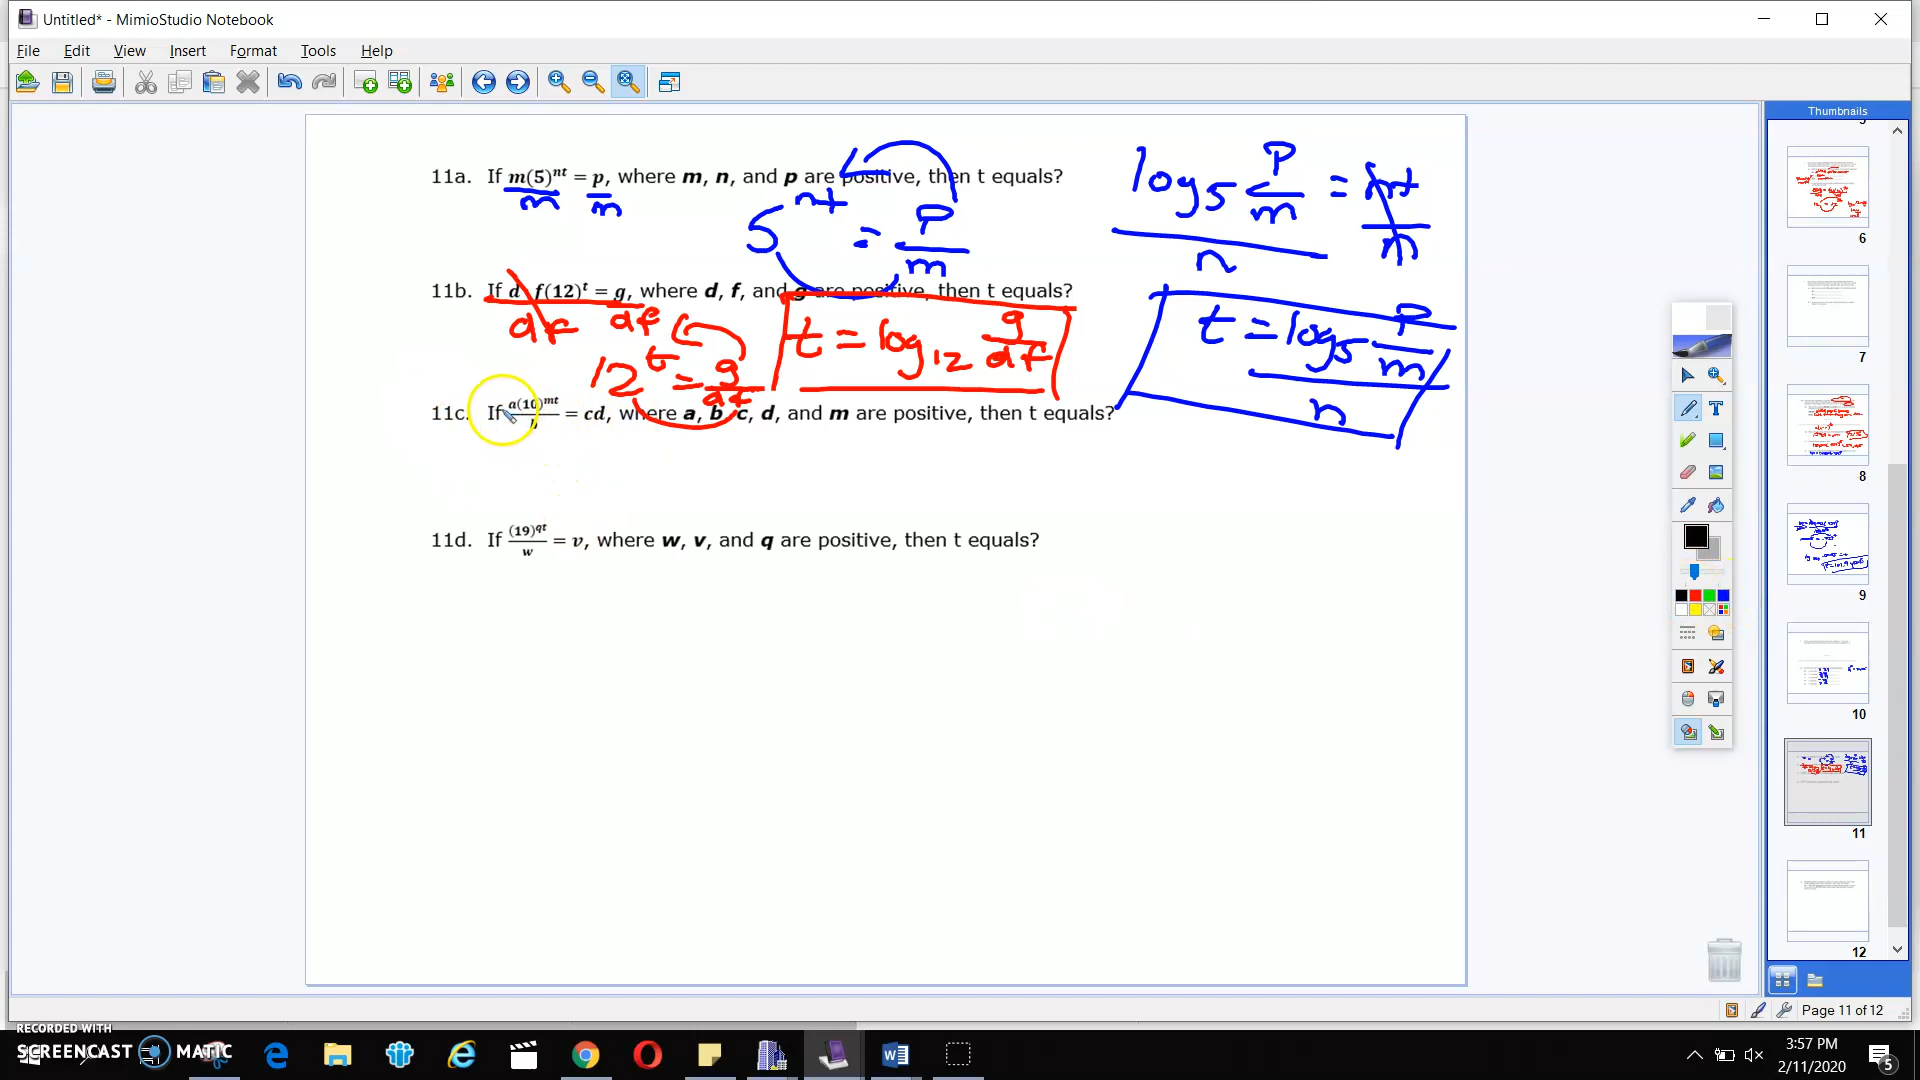 Untitled* - MimioStudio Notebook
File Edit View Insert Format Tools Help
Thumbnails
11a. If m(5)^nt = p, where m, n, and p are positive, then t equals?
m m
5^nt = p/m
log5 p/m = nt
n n
11b. If d f(12)^t = g, where d, f, and g are positive, then t equals?
df df
12^t = g/df
t = log12 g/df
t = log5 p/m
n
11c. If a(10)^mt = cd, where a, b, c, d, and m are positive, then t equals?
11d. If (19)^qt/w = v, where w, v, and q are positive, then t equals?
6
7
8
9
10
11
12
Page 11 of 12
RECORDED WITH
SCREENCAST MATIC
3:57 PM
2/11/2020
5